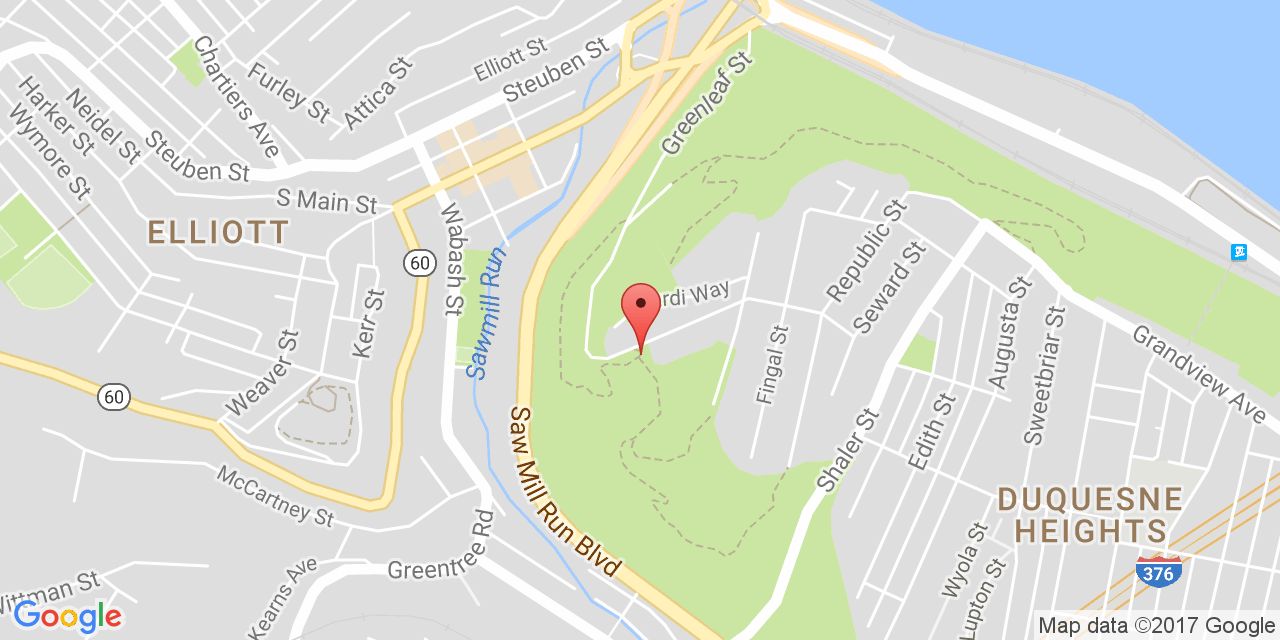 Elliott St
Steuben St
Chartiers Ave
Furley St
Attica St
Greenleaf St
Neidel St
Harker St
Wymore St
Steuben St
S Main St
ELLIOTT
60
Wabash St
Sawmill Run
Republic St
Seward St
rdi Way
Kerr St
Weaver St
Augusta St
Sweetbriar St
Grandview Ave
Fingal St
60
Edith St
Shaler St
Saw Mill Run Blvd
McCartney St
DUQUESNE
HEIGHTS
Greentree Rd
Wyola St
Lupton St
376
Kearns Ave
Wittman St
Google
Map data ©2017 Google